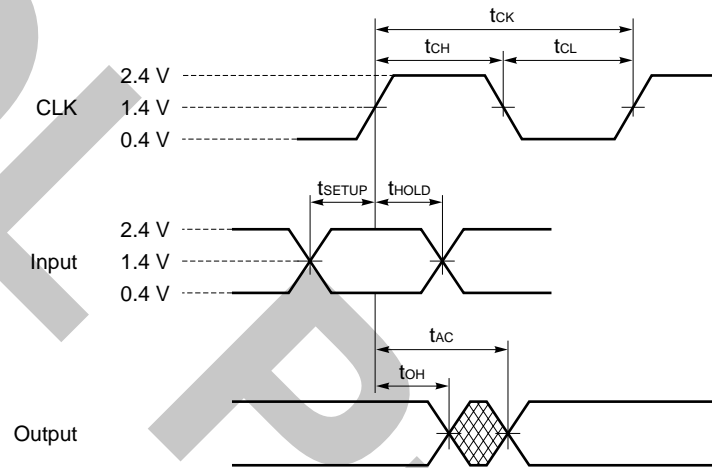 tCK
tCH tCL
2.4 V
CLK 1.4 V
0.4 V
tSETUP tHOLD
2.4 V
Input 1.4 V
0.4 V
tAC
tOH
Output